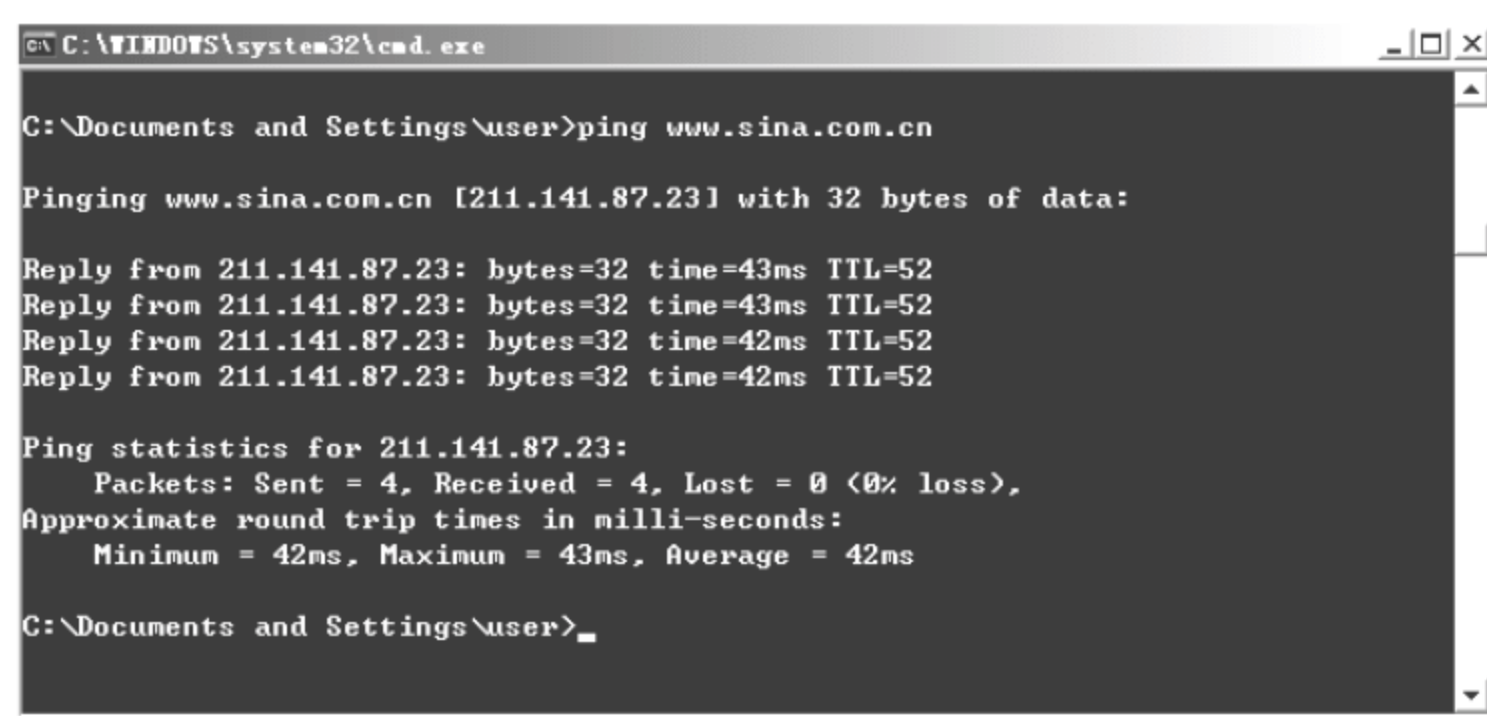 C:\WINDOWS\system32\cmd.exe
C:\Documents and Settings\user>ping www.sina.com.cn
Pinging www.sina.com.cn [211.141.87.23] with 32 bytes of data:
Reply from 211.141.87.23: bytes=32 time=43ms TTL=52
Reply from 211.141.87.23: bytes=32 time=43ms TTL=52
Reply from 211.141.87.23: bytes=32 time=42ms TTL=52
Reply from 211.141.87.23: bytes=32 time=42ms TTL=52
Ping statistics for 211.141.87.23:
    Packets: Sent = 4, Received = 4, Lost = 0 (0% loss),
Approximate round trip times in milli-seconds:
    Minimum = 42ms, Maximum = 43ms, Average = 42ms
C:\Documents and Settings\user>_